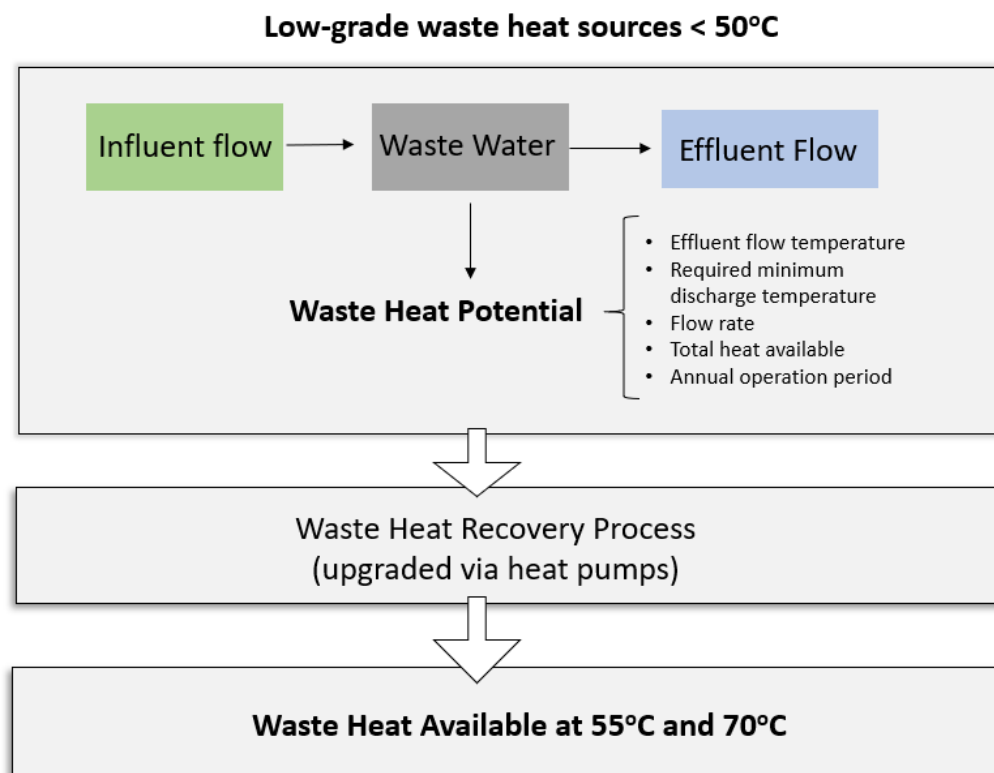 Low-grade waste heat sources < 50°C
Influent flow
Waste Water
Effluent Flow
Waste Heat Potential
• Effluent flow temperature
• Required minimum
discharge temperature
• Flow rate
• Total heat available
• Annual operation period
Waste Heat Recovery Process
(upgraded via heat pumps)
Waste Heat Available at 55°C and 70°C